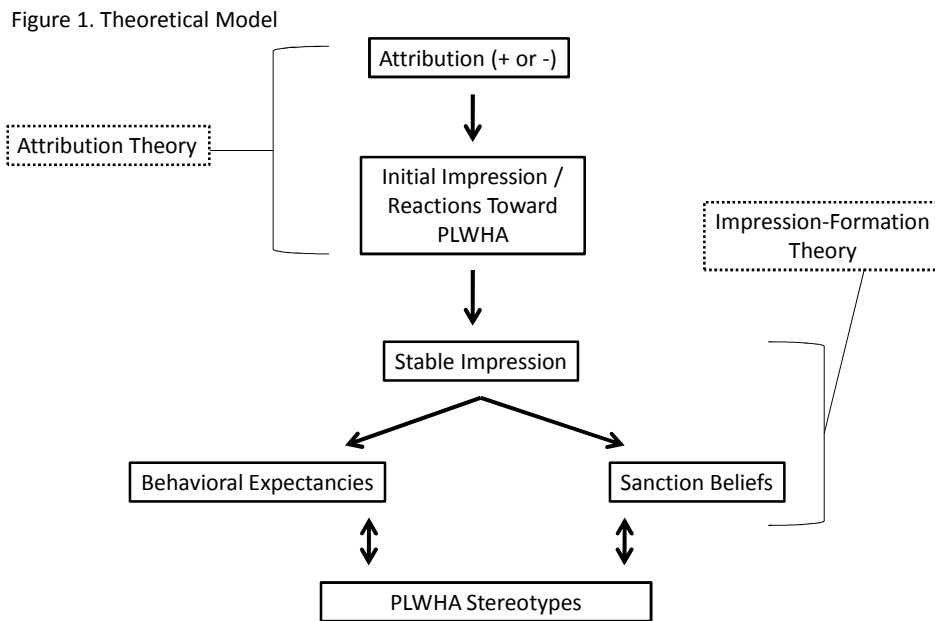 Figure 1. Theoretical Model
Attribution (+ or -)
Attribution Theory
Initial Impression /
Reactions Toward
PLWHA
Impression-Formation
Theory
Stable Impression
Behavioral Expectancies
Sanction Beliefs
PLWHA Stereotypes